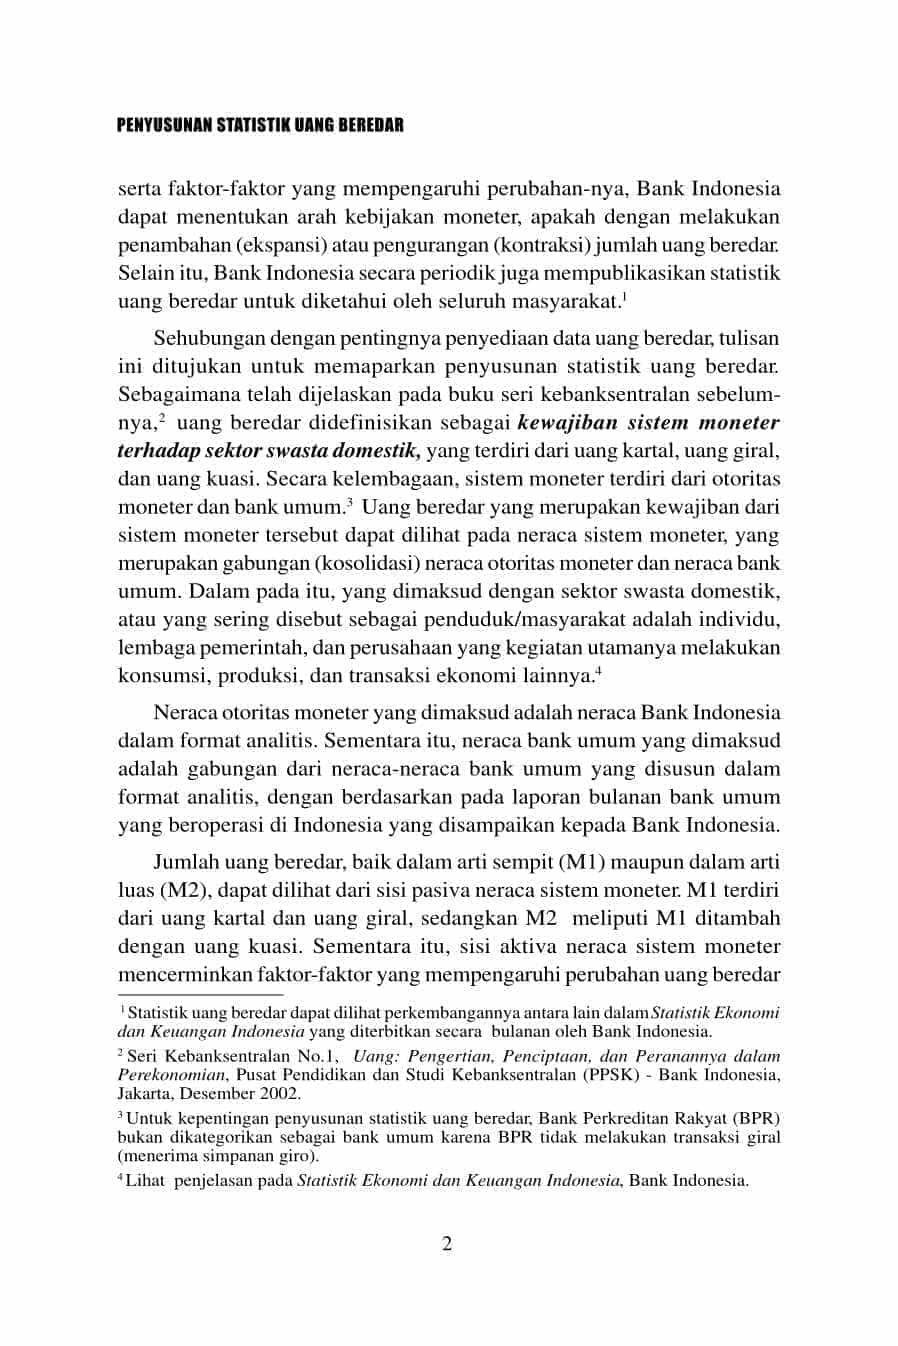 PENYUSUNAN STATISTIK UANG BEREDAR
serta faktor-faktor yang mempengaruhi perubahan-nya, Bank Indonesia
dapat menentukan arah kebijakan moneter, apakah dengan melakukan
penambahan (ekspansi) atau pengurangan (kontraksi) jumlah uang beredar.
Selain itu, Bank Indonesia secara periodik juga mempublikasikan statistik
uang beredar untuk diketahui oleh seluruh masyarakat.1
Sehubungan dengan pentingnya penyediaan data uang beredar, tulisan
ini ditujukan untuk memaparkan penyusunan statistik uang beredar.
Sebagaimana telah dijelaskan pada buku seri kebanksentralan sebelum-
nya,2 uang beredar didefinisikan sebagai kewajiban sistem moneter
terhadap sektor swasta domestik, yang terdiri dari uang kartal, uang giral,
dan uang kuasi. Secara kelembagaan, sistem moneter terdiri dari otoritas
moneter dan bank umum.3 Uang beredar yang merupakan kewajiban dari
sistem moneter tersebut dapat dilihat pada neraca sistem moneter, yang
merupakan gabungan (kosolidasi) neraca otoritas moneter dan neraca bank
umum. Dalam pada itu, yang dimaksud dengan sektor swasta domestik,
atau yang sering disebut sebagai penduduk/masyarakat adalah individu,
lembaga pemerintah, dan perusahaan yang kegiatan utamanya melakukan
konsumsi, produksi, dan transaksi ekonomi lainnya.4
Neraca otoritas moneter yang dimaksud adalah neraca Bank Indonesia
dalam format analitis. Sementara itu, neraca bank umum yang dimaksud
adalah gabungan dari neraca-neraca bank umum yang disusun dalam
format analitis, dengan berdasarkan pada laporan bulanan bank umum
yang beroperasi di Indonesia yang disampaikan kepada Bank Indonesia.
Jumlah uang beredar, baik dalam arti sempit (M1) maupun dalam arti
luas (M2), dapat dilihat dari sisi pasiva neraca sistem moneter. M1 terdiri
dari uang kartal dan uang giral, sedangkan M2 meliputi M1 ditambah
dengan uang kuasi. Sementara itu, sisi aktiva neraca sistem moneter
mencerminkan faktor-faktor yang mempengaruhi perubahan uang beredar
1 Statistik uang beredar dapat dilihat perkembangannya antara lain dalam Statistik Ekonomi
dan Keuangan Indonesia yang diterbitkan secara bulanan oleh Bank Indonesia.
2 Seri Kebanksentralan No.1, Uang: Pengertian, Penciptaan, dan Peranannya dalam
Perekonomian, Pusat Pendidikan dan Studi Kebanksentralan (PPSK) - Bank Indonesia,
Jakarta, Desember 2002.
3 Untuk kepentingan penyusunan statistik uang beredar, Bank Perkreditan Rakyat (BPR)
bukan dikategorikan sebagai bank umum karena BPR tidak melakukan transaksi giral
(menerima simpanan giro).
4 Lihat penjelasan pada Statistik Ekonomi dan Keuangan Indonesia, Bank Indonesia.
2